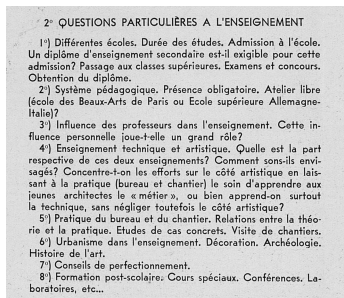 2° QUESTIONS PARTICULIÈRES A L'ENSEIGNEMENT
1°) Différentes écoles. Durée des études. Admission à l'école.
Un diplôme d'enseignement secondaire est-il exigible pour cette
admission? Passage aux classes supérieures. Examens et concours.
Obtention du diplôme.
2°) Système pédagogique. Présence obligatoire. Atelier libre
(école des Beaux-Arts de Paris ou Ecole supérieure Allemagne-
Italie)?
3°) Influence des professeurs dans l'enseignement. Cette in-
fluence personnelle joue-t-elle un grand rôle?
4°) Enseignement technique et artistique. Quelle est la part
respective de ces deux enseignements? Comment sons-ils envi-
sagés? Concentre-t-on les efforts sur le côté artistique en lais-
sant à la pratique (bureau et chantier) le soin d'apprendre aux
jeunes architectes le « métier », ou bien apprend-on surtout
la technique, sans négliger toutefois le côté artistique?
5°) Pratique du bureau et du chantier. Relations entre la théo-
rie et la pratique. Etudes de cas concrets. Visite de chantiers.
6°) Urbanisme dans l'enseignement. Décoration. Archéologie.
Histoire de l'art.
7°) Conseils de perfectionnement.
8°) Formation post-scolaire. Cours spéciaux. Conférences. La-
boratoires, etc...